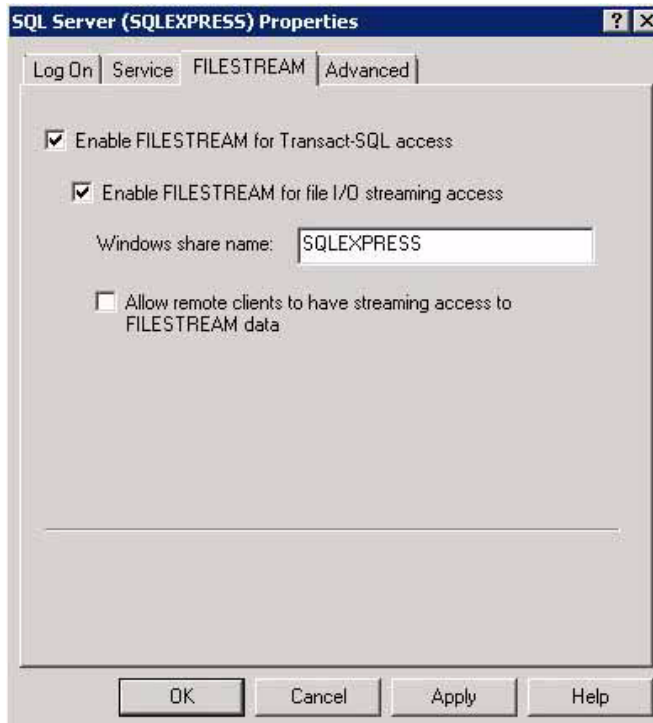 SQL Server (SQLEXPRESS) Properties
Log On Service FILESTREAM Advanced
Enable FILESTREAM for Transact-SQL access
Enable FILESTREAM for file I/O streaming access
Windows share name: SQLEXPRESS
Allow remote clients to have streaming access to
FILESTREAM data
OK Cancel Apply Help